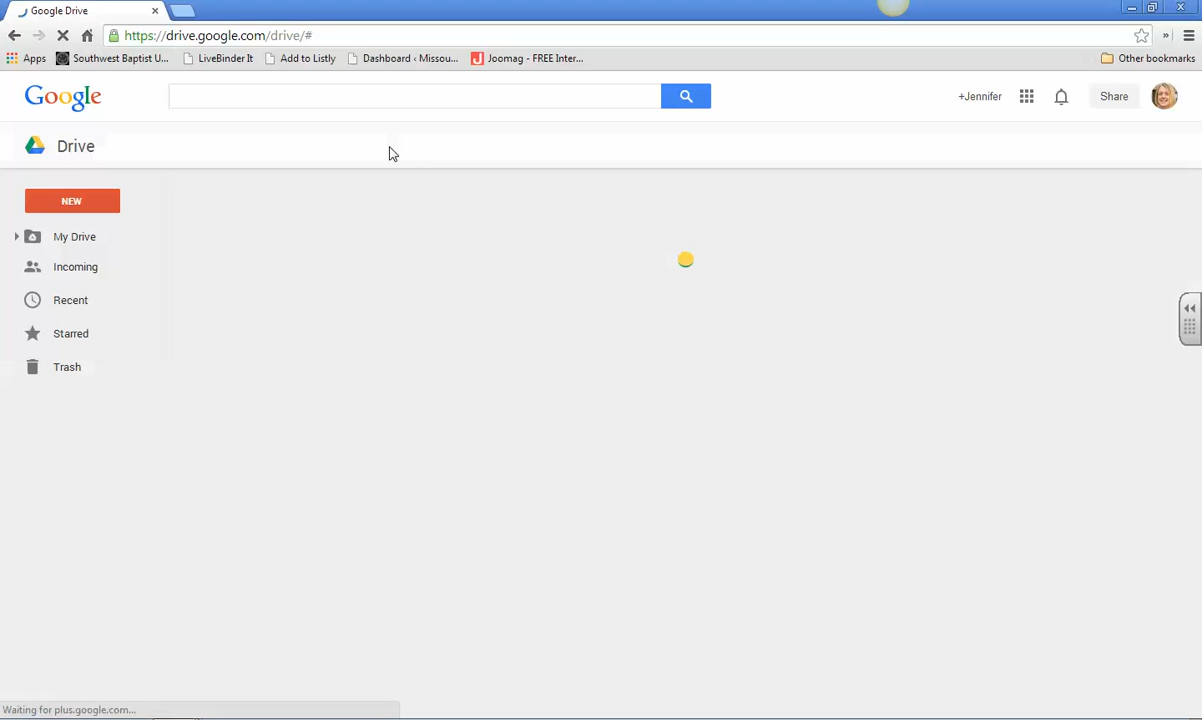 Google Drive
https://drive.google.com/drive/#
Apps Southwest Baptist U... LiveBinder It Add to Listly Dashboard ‹ Missou... Joomag - FREE Inter... » Other bookmarks
Google +Jennifer Share
Drive
NEW
My Drive
Incoming
Recent
Starred
Trash
Waiting for plus.google.com...